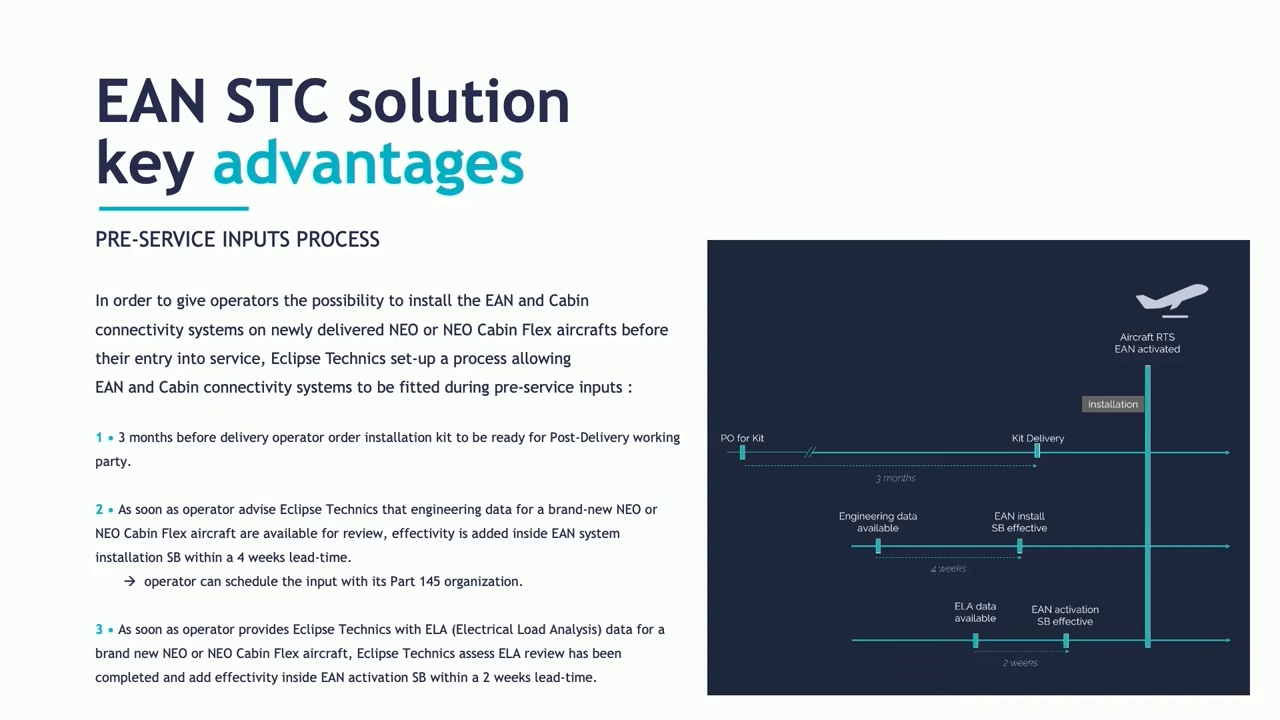 EAN STC solution
key advantages
PRE-SERVICE INPUTS PROCESS
In order to give operators the possibility to install the EAN and Cabin
connectivity systems on newly delivered NEO or NEO Cabin Flex aircrafts before
their entry into service, Eclipse Technics set-up a process allowing
EAN and Cabin connectivity systems to be fitted during pre-service inputs :
1 • 3 months before delivery operator order installation kit to be ready for Post-Delivery working
party.
2 • As soon as operator advise Eclipse Technics that engineering data for a brand-new NEO or
NEO Cabin Flex aircraft are available for review, effectivity is added inside EAN system
installation SB within a 4 weeks lead-time.
→ operator can schedule the input with its Part 145 organization.
3 • As soon as operator provides Eclipse Technics with ELA (Electrical Load Analysis) data for a
brand new NEO or NEO Cabin Flex aircraft, Eclipse Technics assess ELA review has been
completed and add effectivity inside EAN activation SB within a 2 weeks lead-time.
Aircraft RTS
EAN activated
installation
PO for Kit
Kit Delivery
3 months
Engineering data
available
EAN install
SB effective
4 weeks
ELA data
available
EAN activation
SB effective
2 weeks